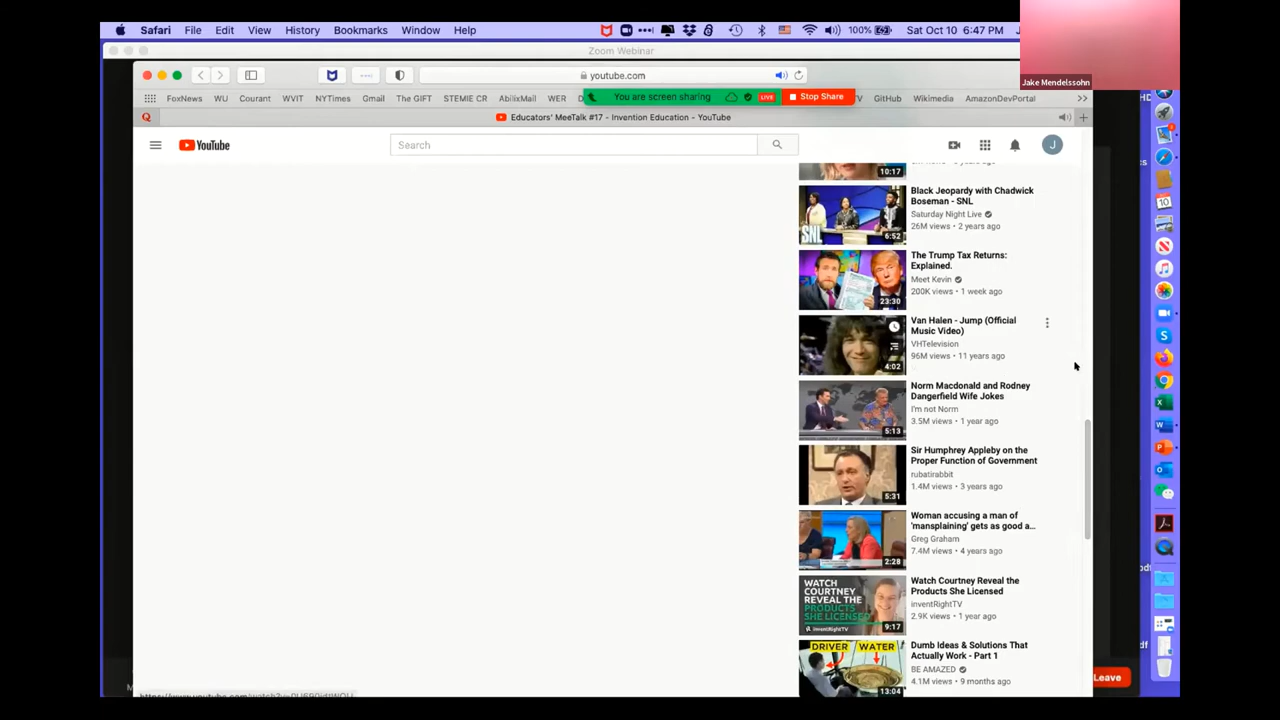 Safari File Edit View History Bookmarks Window Help
100% Sat Oct 10 6:47 PM
Zoom Webinar
Jake Mendelssohn
youtube.com
FoxNews WU Courant WVIT NYTimes Gmail The GIFT STEMIE CR AbilixMail WER
You are screen sharing LIVE Stop Share
GitHub Wikimedia AmazonDevPortal
Educators' MeeTalk #17 - Invention Education - YouTube
YouTube
Search
J
10:17
Black Jeopardy with Chadwick
Boseman - SNL
Saturday Night Live
26M views • 2 years ago
SNL
6:52
The Trump Tax Returns:
Explained.
Meet Kevin
200K views • 1 week ago
23:30
Van Halen - Jump (Official
Music Video)
VHTelevision
96M views • 11 years ago
4:02
Norm Macdonald and Rodney
Dangerfield Wife Jokes
I'm not Norm
3.5M views • 1 year ago
5:13
Sir Humphrey Appleby on the
Proper Function of Government
rubatirabbit
1.4M views • 3 years ago
5:31
Woman accusing a man of
'mansplaining' gets as good a...
Greg Graham
7.4M views • 4 years ago
2:28
WATCH
COURTNEY
REVEAL THE
PRODUCTS
SHE LICENSED
inventRightTV
9:17
Watch Courtney Reveal the
Products She Licensed
inventRightTV
2.9K views • 1 year ago
DRIVER WATER
13:04
Dumb Ideas & Solutions That
Actually Work - Part 1
BE AMAZED
4.1M views • 9 months ago
Leave